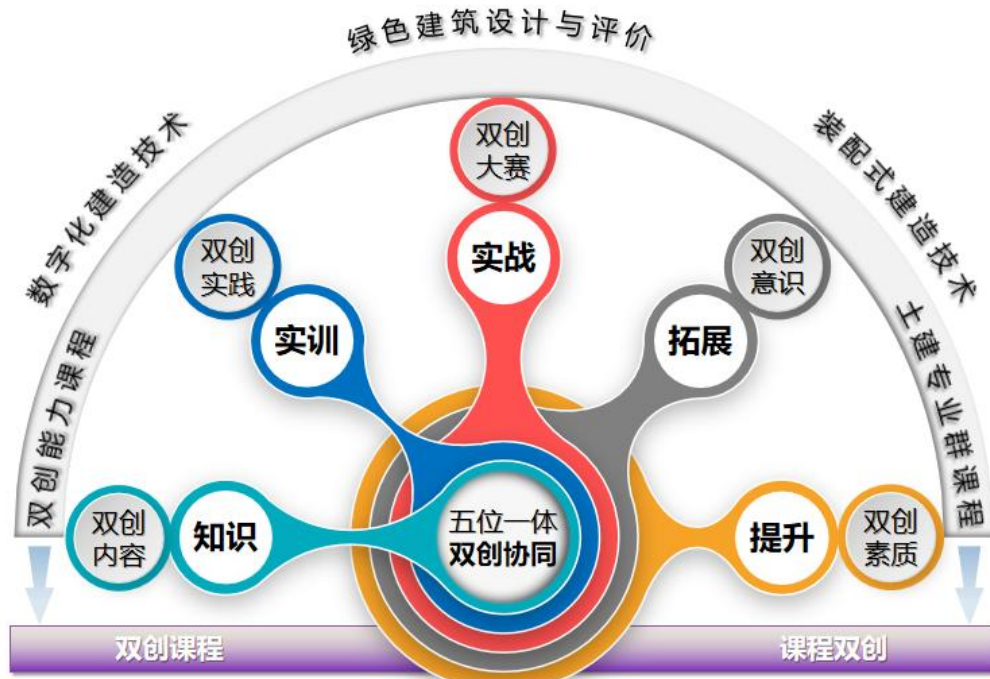 绿色建筑设计与评价
数字化建造技术
装配式建造技术
双创能力课程
土建专业群课程
双创
大赛
实战
双创
实践
实训
双创
意识
拓展
双创
内容
知识
五位一体
双创协同
提升
双创
素质
双创课程
课程双创